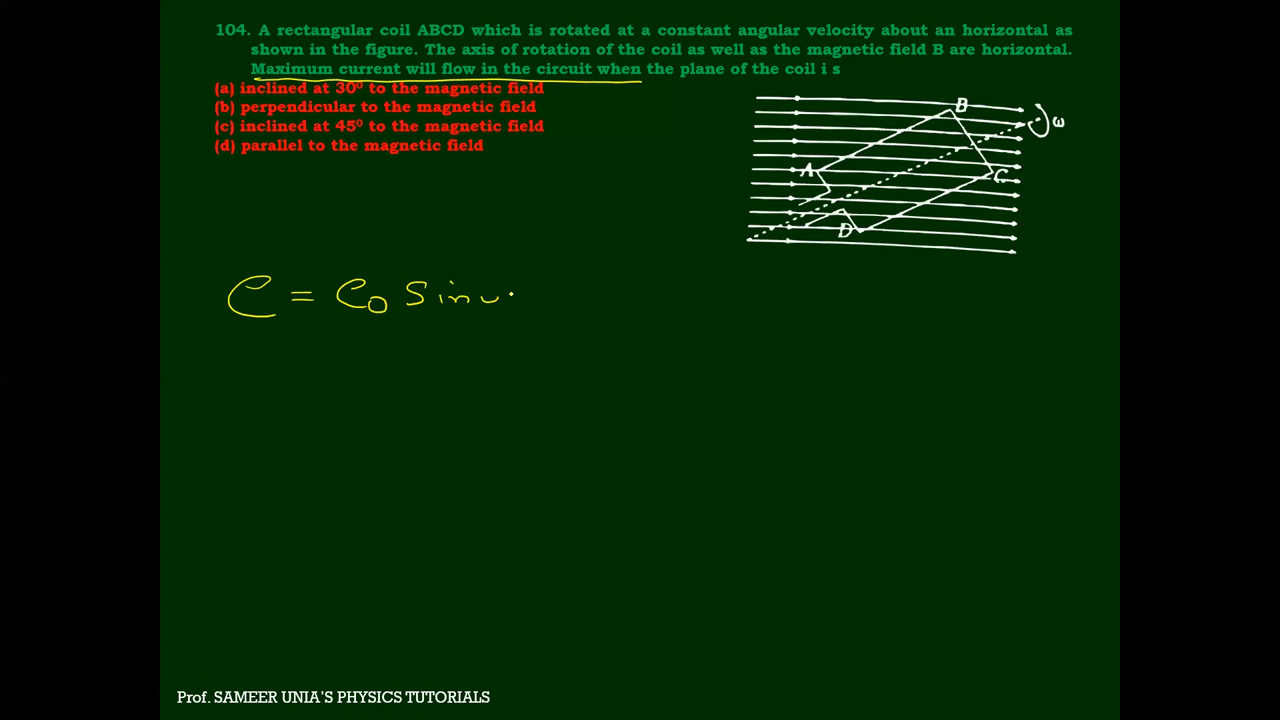 104. A rectangular coil ABCD which is rotated at a constant angular velocity about an horizontal as
shown in the figure. The axis of rotation of the coil as well as the magnetic field B are horizontal.
Maximum current will flow in the circuit when the plane of the coil i s
(a) inclined at 30⁰ to the magnetic field
(b) perpendicular to the magnetic field
(c) inclined at 45⁰ to the magnetic field
(d) parallel to the magnetic field
B
ω
A
C
D
e = e₀ sin
Prof. SAMEER UNIA'S PHYSICS TUTORIALS